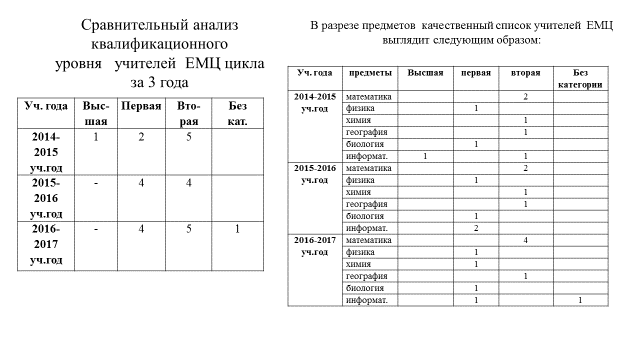 Сравнительный анализ
квалификационного
уровня учителей ЕМЦ цикла
за 3 года
Уч. года Выс- Первая Вто- Без
шая рая кат.
2014- 1 2 5
2015
уч.год
2015- - 4 4
2016
уч.год
2016- - 4 5 1
2017
уч.год
В разрезе предметов качественный список учителей ЕМЦ
выглядит следующим образом:
Уч. года предметы Высшая первая вторая Без
категории
2014-2015 математика 2
уч.год физика 1
химия 1
география 1
биология 1
информат. 1 1
2015-2016 математика 2
уч.год физика 1
химия 1
география 1
биология 1
информат. 2
2016-2017 математика 4
уч.год физика 1
химия 1
география 1
биология 1
информат. 1 1